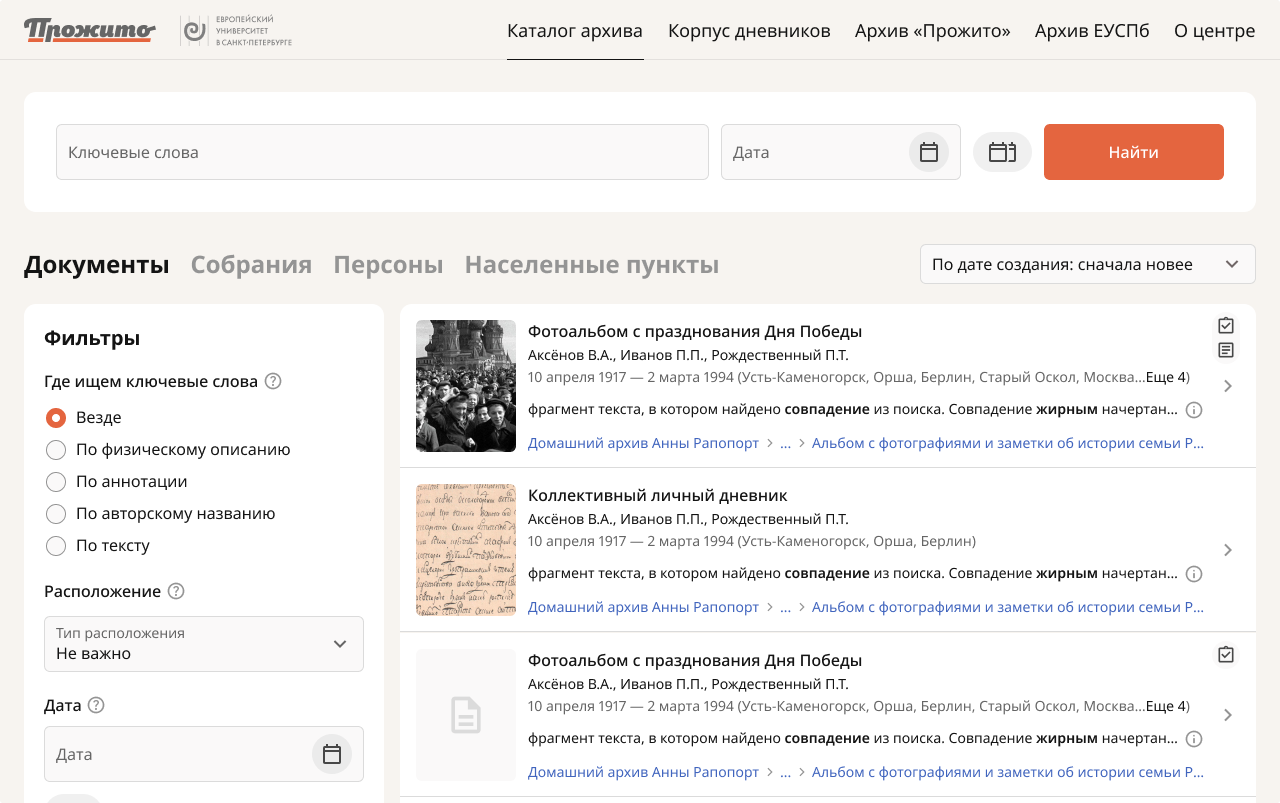 Прожито
ЕВРОПЕЙСКИЙ
УНИВЕРСИТЕТ
В САНКТ-ПЕТЕРБУРГЕ
Каталог архива
Корпус дневников
Архив «Прожито»
Архив ЕУСПб
О центре
Ключевые слова
Дата
Найти
Документы
Собрания
Персоны
Населенные пункты
По дате создания: сначала новее
Фильтры
Где ищем ключевые слова ?
Везде
По физическому описанию
По аннотации
По авторскому названию
По тексту
Расположение ?
Тип расположения
Не важно
Дата ?
Дата
Фотоальбом с празднования Дня Победы
Аксёнов В.А., Иванов П.П., Рождественный П.Т.
10 апреля 1917 — 2 марта 1994 (Усть-Каменогорск, Орша, Берлин, Старый Оскол, Москва...Еще 4)
фрагмент текста, в котором найдено совпадение из поиска. Совпадение жирным начертан...
Домашний архив Анны Рапопорт > ... > Альбом с фотографиями и заметки об истории семьи Р...
Коллективный личный дневник
Аксёнов В.А., Иванов П.П., Рождественный П.Т.
10 апреля 1917 — 2 марта 1994 (Усть-Каменогорск, Орша, Берлин)
фрагмент текста, в котором найдено совпадение из поиска. Совпадение жирным начертан...
Домашний архив Анны Рапопорт > ... > Альбом с фотографиями и заметки об истории семьи Р...
Фотоальбом с празднования Дня Победы
Аксёнов В.А., Иванов П.П., Рождественный П.Т.
10 апреля 1917 — 2 марта 1994 (Усть-Каменогорск, Орша, Берлин, Старый Оскол, Москва...Еще 4)
фрагмент текста, в котором найдено совпадение из поиска. Совпадение жирным начертан...
Домашний архив Анны Рапопорт > ... > Альбом с фотографиями и заметки об истории семьи Р...